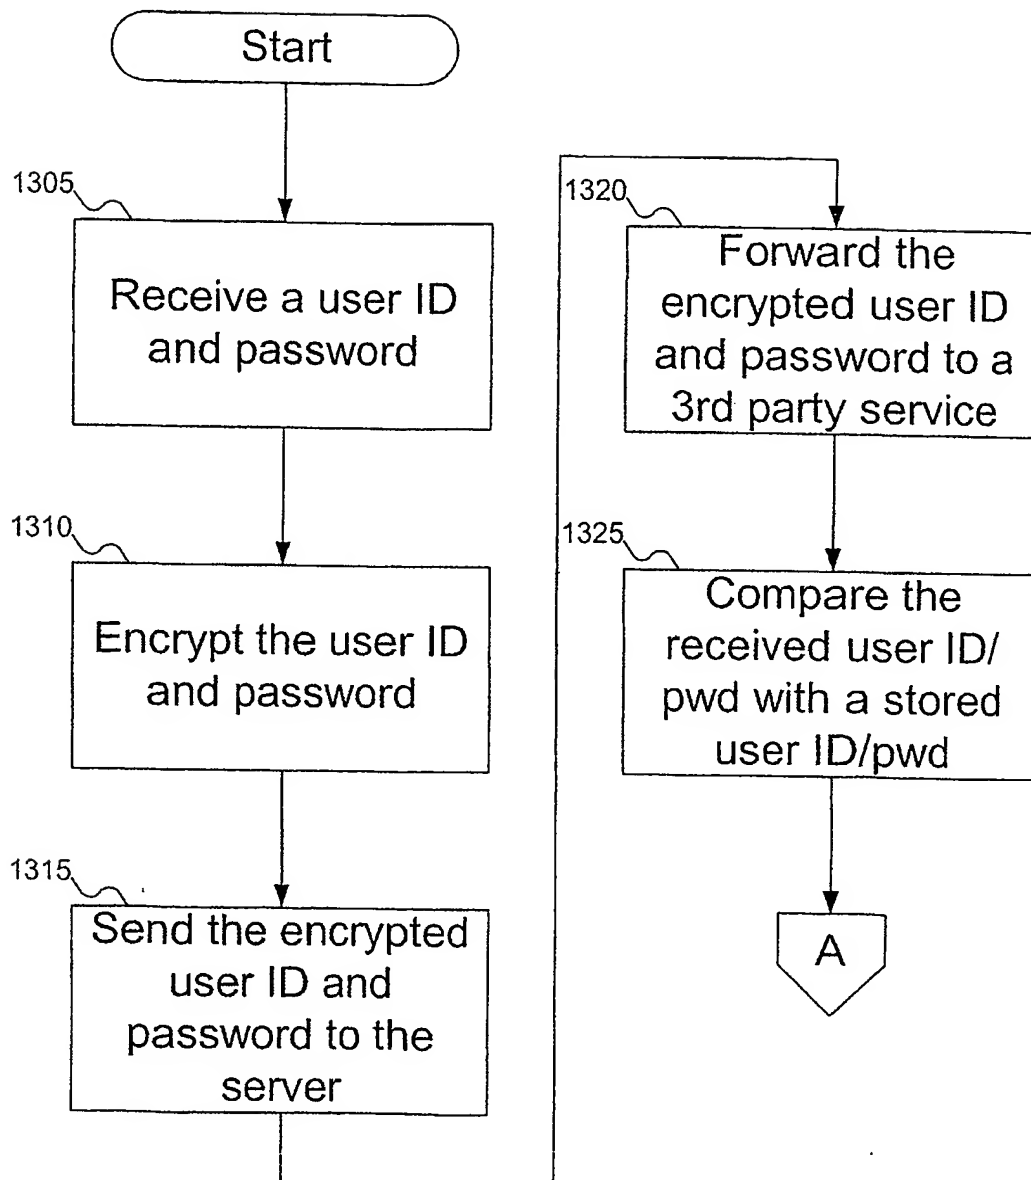 Start
1305
Receive a user ID
and password
1310
Encrypt the user ID
and password
1315
Send the encrypted
user ID and
password to the
server
1320
Forward the
encrypted user ID
and password to a
3rd party service
1325
Compare the
received user ID/
pwd with a stored
user ID/pwd
A